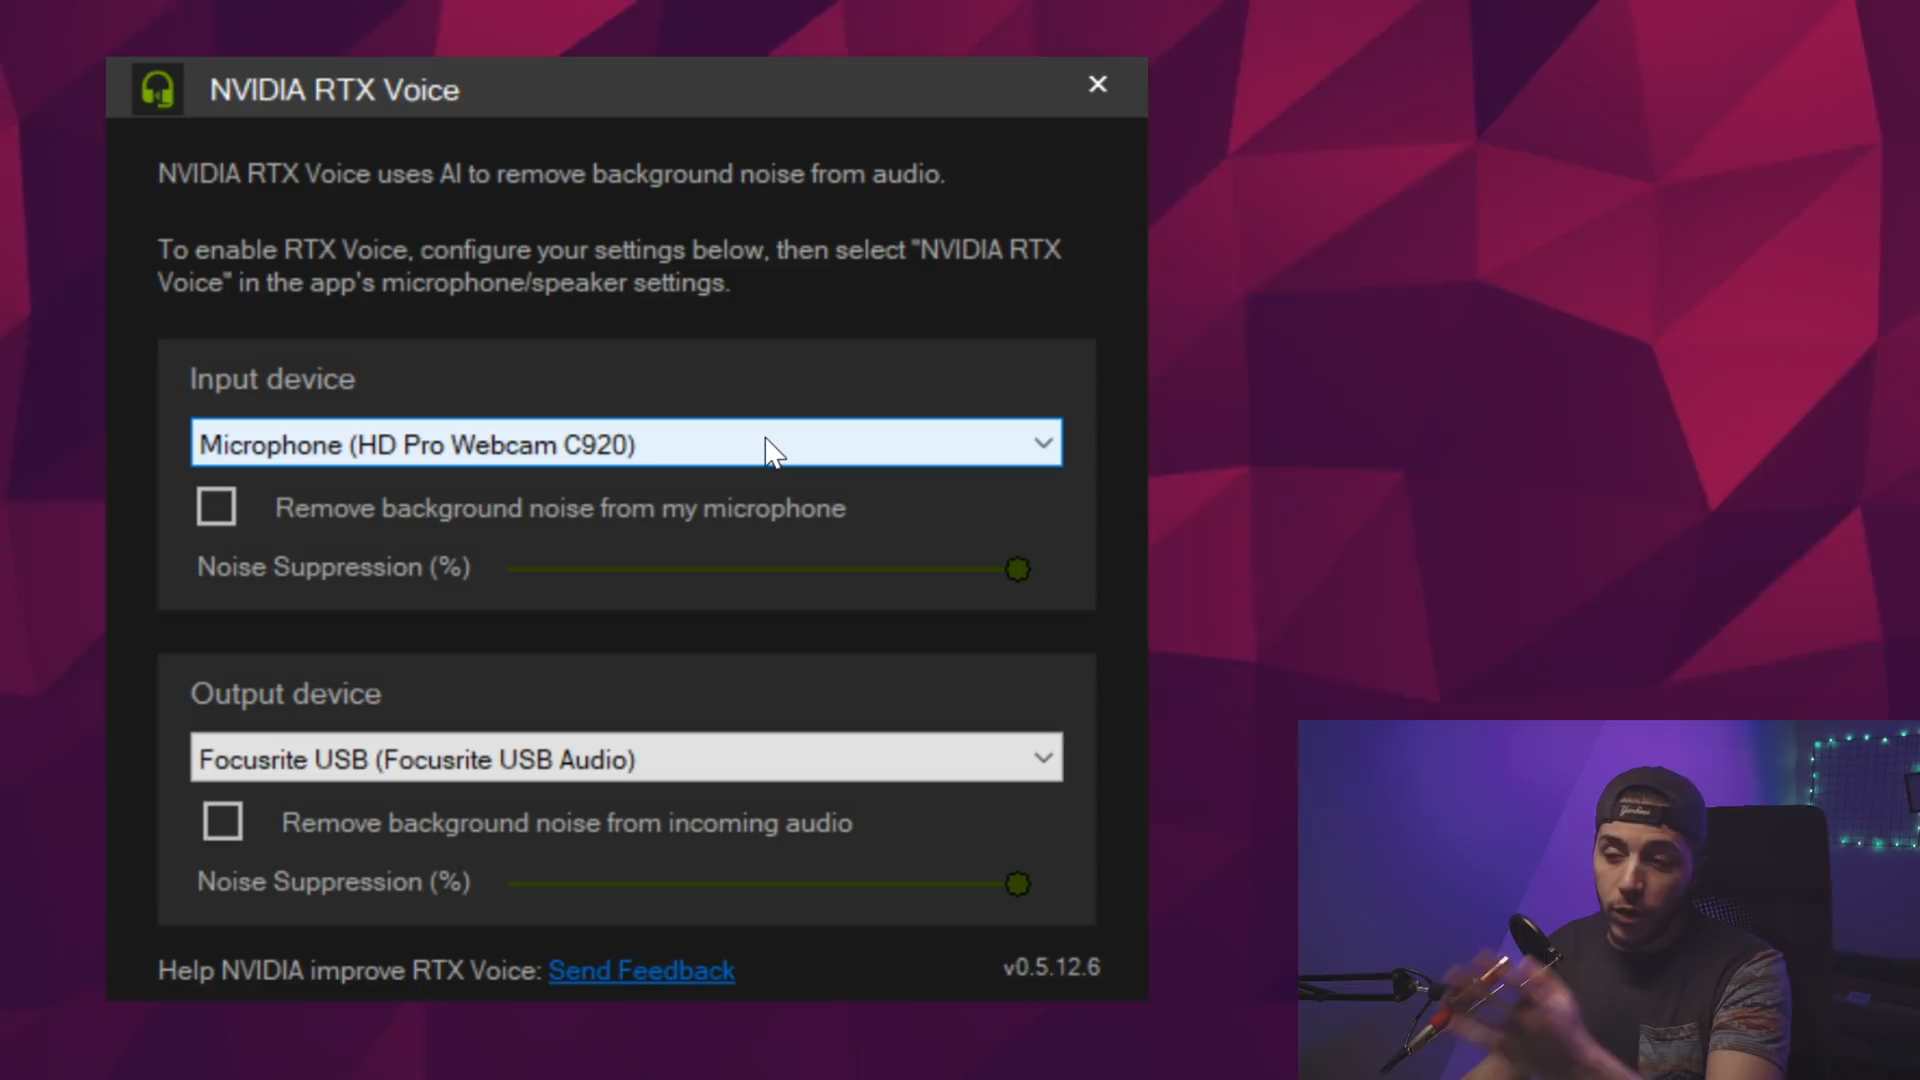 NVIDIA RTX Voice
NVIDIA RTX Voice uses AI to remove background noise from audio.
To enable RTX Voice, configure your settings below, then select "NVIDIA RTX
Voice" in the app's microphone/speaker settings.
Input device
Microphone (HD Pro Webcam C920)
Remove background noise from my microphone
Noise Suppression (%)
Output device
Focusrite USB (Focusrite USB Audio)
Remove background noise from incoming audio
Noise Suppression (%)
Help NVIDIA improve RTX Voice: Send Feedback
v0.5.12.6